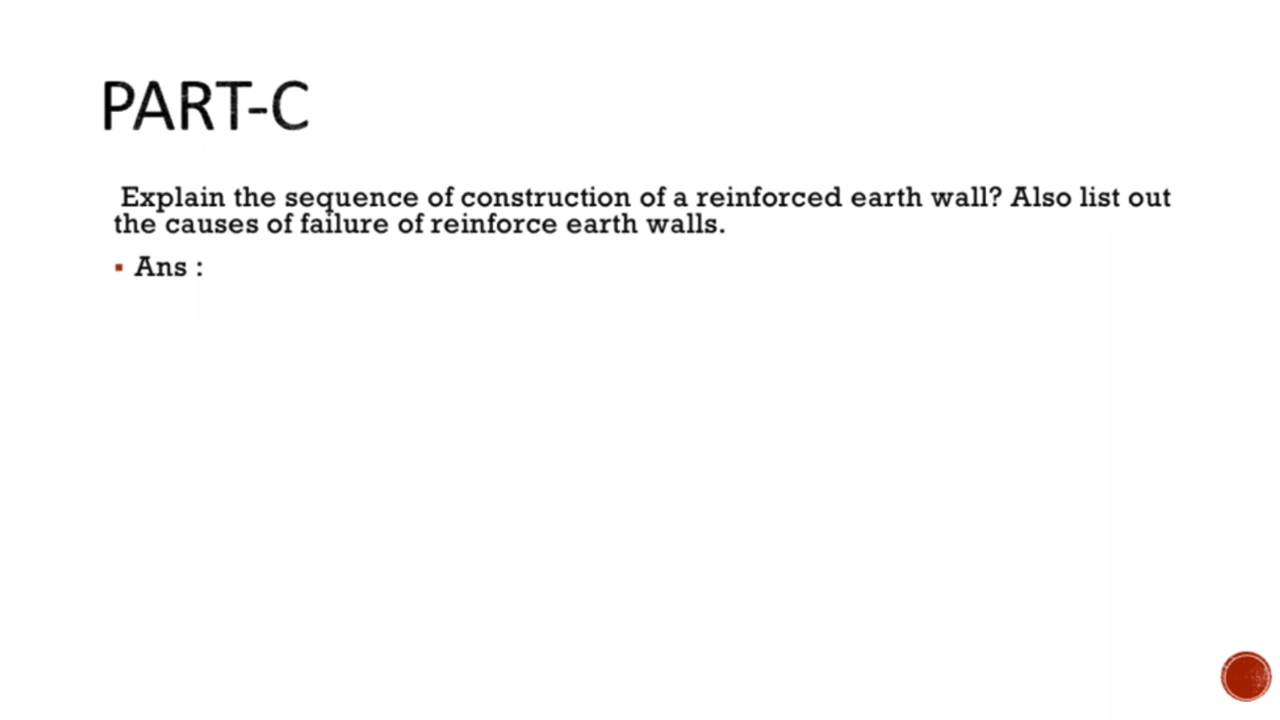 PART-C
Explain the sequence of construction of a reinforced earth wall? Also list out
the causes of failure of reinforce earth walls.
▪ Ans :